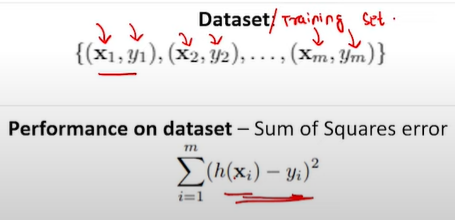 Dataset/Training Set.
{(x₁, y₁), (x₂, y₂), . . . , (xₘ, yₘ)}
Performance on dataset – Sum of Squares error
m
∑(h(xᵢ) − yᵢ)²
i=1